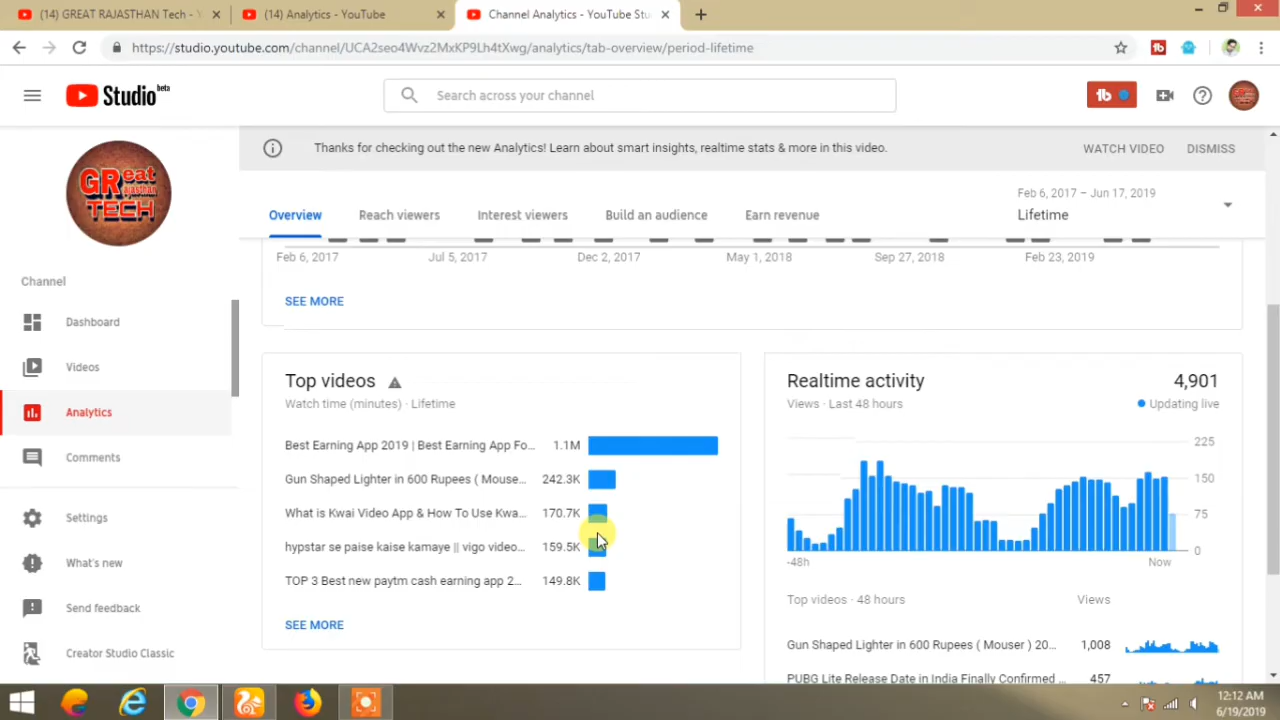 (14) GREAT RAJASTHAN Tech - Y
(14) Analytics - YouTube
Channel Analytics - YouTube Stu
https://studio.youtube.com/channel/UCA2seo4Wvz2MxKP9Lh4tXwg/analytics/tab-overview/period-lifetime
Studio beta
Search across your channel
tb
Thanks for checking out the new Analytics! Learn about smart insights, realtime stats & more in this video.
WATCH VIDEO
DISMISS
GReat
Rajasthan
TECH
Overview
Reach viewers
Interest viewers
Build an audience
Earn revenue
Feb 6, 2017 – Jun 17, 2019
Lifetime
Feb 6, 2017
Jul 5, 2017
Dec 2, 2017
May 1, 2018
Sep 27, 2018
Feb 23, 2019
SEE MORE
Channel
Dashboard
Videos
Analytics
Comments
Settings
What's new
Send feedback
Creator Studio Classic
Top videos
Watch time (minutes) · Lifetime
Best Earning App 2019 | Best Earning App Fo... 1.1M
Gun Shaped Lighter in 600 Rupees ( Mouse... 242.3K
What is Kwai Video App & How To Use Kwa... 170.7K
hypstar se paise kaise kamaye || vigo video... 159.5K
TOP 3 Best new paytm cash earning app 2... 149.8K
SEE MORE
Realtime activity 4,901
Views · Last 48 hours
Updating live
225
150
75
0
-48h
Now
Top videos · 48 hours Views
Gun Shaped Lighter in 600 Rupees ( Mouser ) 20... 1,008
PUBG Lite Release Date in India Finally Confirmed ... 457
12:12 AM
6/19/2019